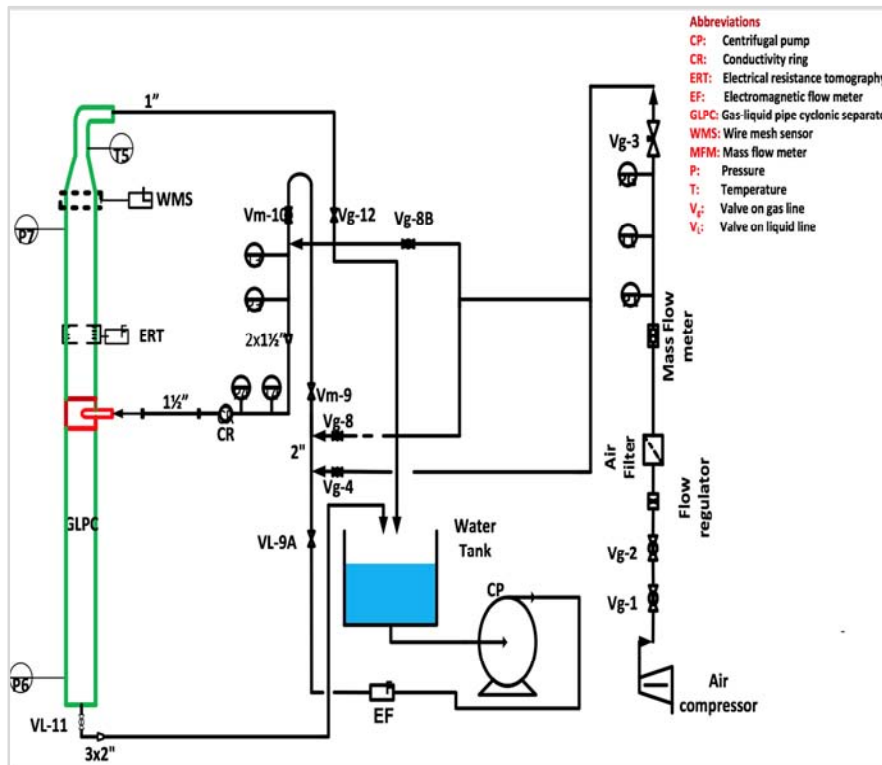 Abbreviations
CP: Centrifugal pump
CR: Conductivity ring
ERT: Electrical resistance tomography
EF: Electromagnetic flow meter
GLPC: Gas-liquid pipe cyclonic separato
WMS: Wire mesh sensor
MFM: Mass flow meter
P: Pressure
T: Temperature
Vg: Valve on gas line
VL: Valve on liquid line
1”
T5
WMS
P7
ERT
1½”
CR
GLPC
P6
VL-11
3x2"
Vm-10
Vg-12
Vg-8B
2x1½”
Vm-9
Vg-8
2"
Vg-4
VL-9A
Water
Tank
CP
EF
Vg-3
Mass Flow
meter
Air
Filter
Flow
regulator
Vg-2
Vg-1
Air
compressor